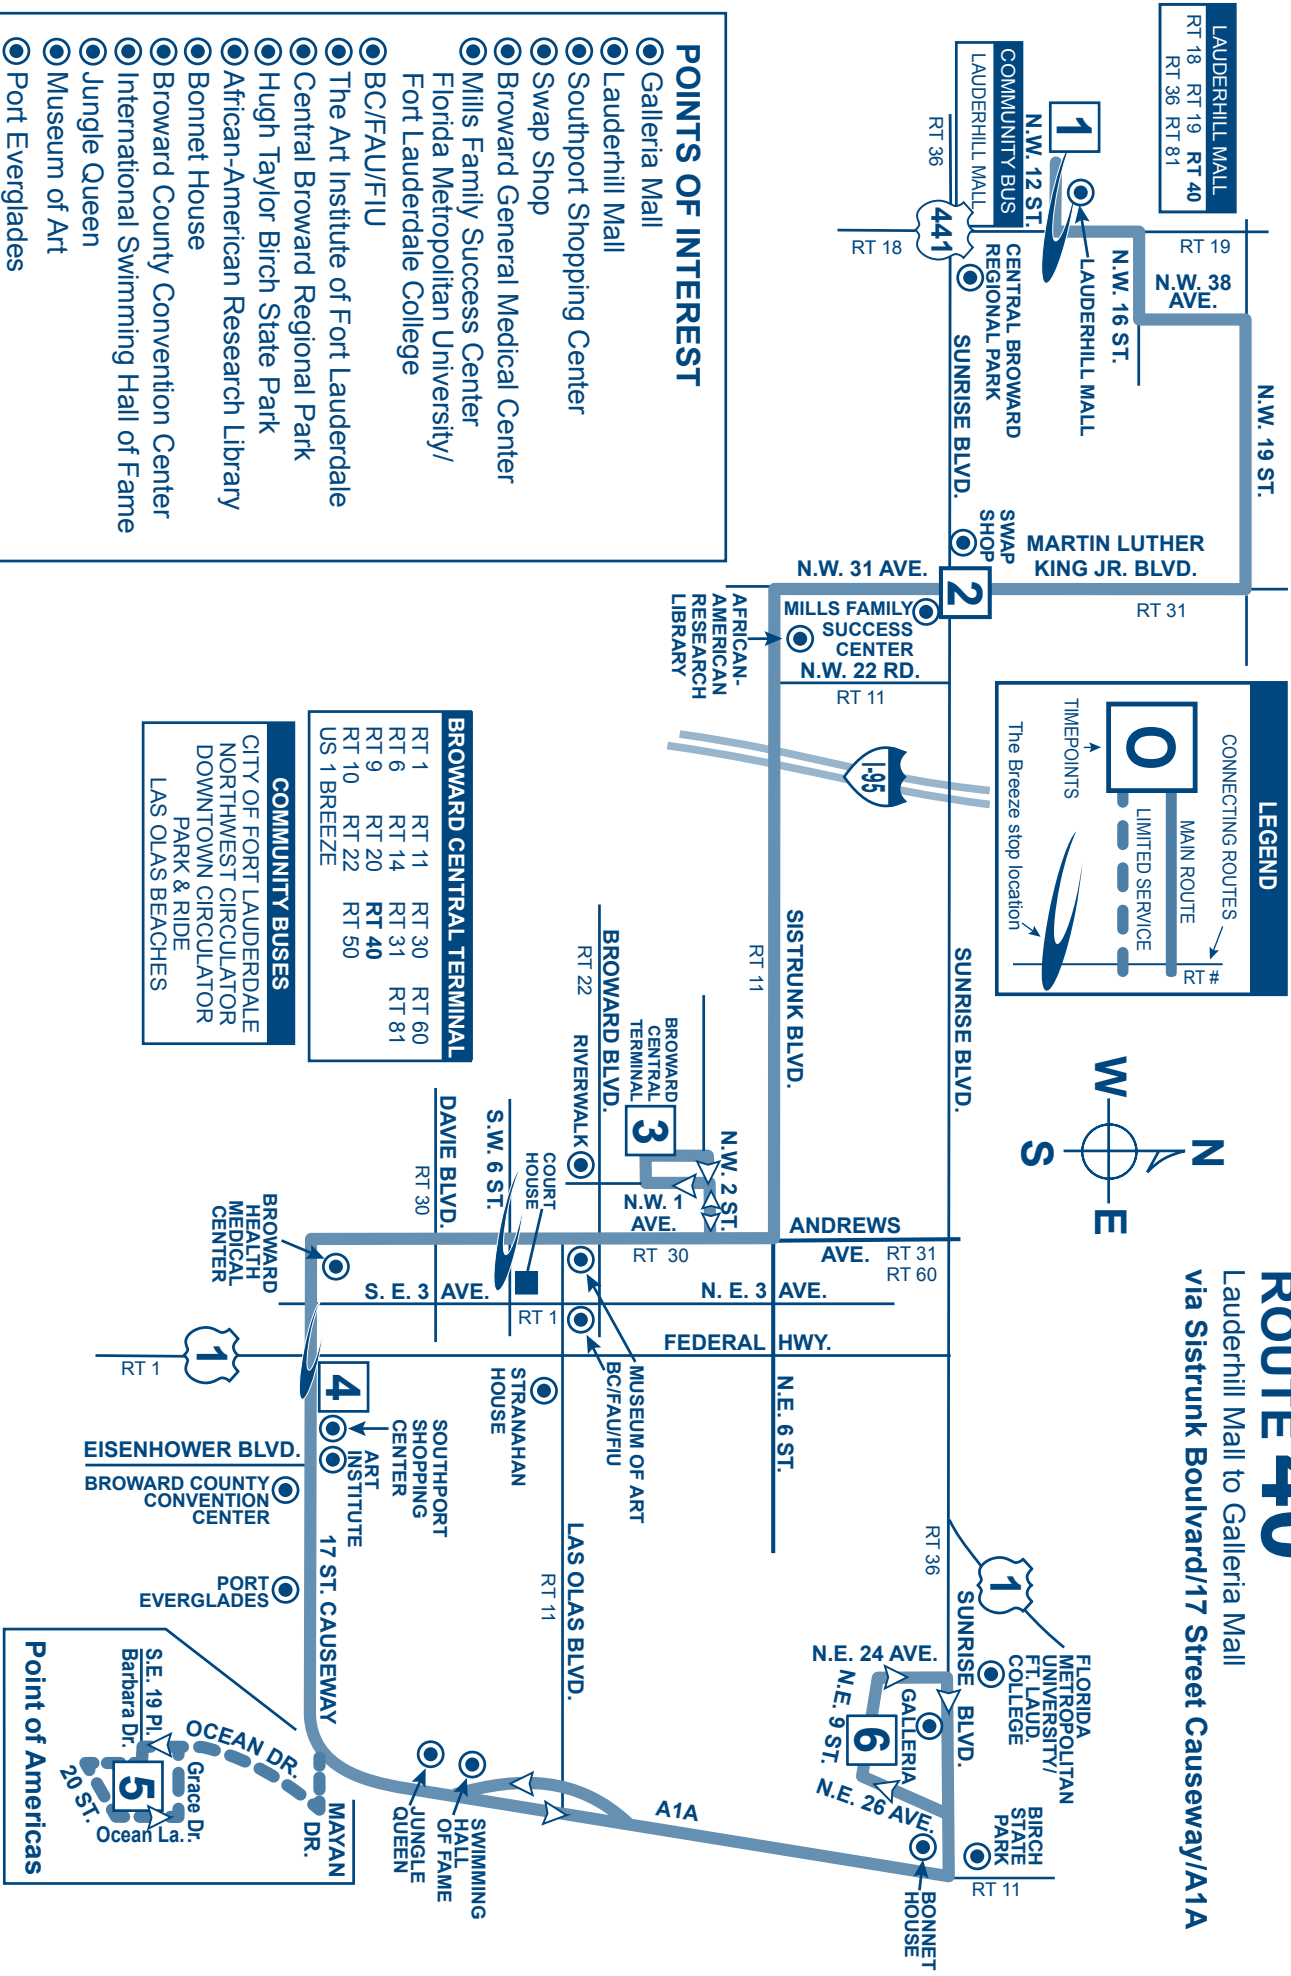 ROUTE 40
Lauderhill Mall to Galleria Mall
via Sistrunk Boulvard/17 Street Causeway/A1A
LAUDERHILL MALL
RT 18 RT 19 RT 40
RT 36 RT 81
COMMUNITY BUS
LAUDERHILL MALL
1
N.W. 12 ST.
RT 36
441
RT 18
RT 19
LAUDERHILL MALL
N.W. 16 ST.
N.W. 38
AVE.
N.W. 19 ST.
CENTRAL BROWARD
REGIONAL PARK
SUNRISE BLVD.
SWAP
SHOP
2
MARTIN LUTHER
KING JR. BLVD.
RT 31
N.W. 31 AVE.
MILLS FAMILY
SUCCESS
CENTER
N.W. 22 RD.
RT 11
AFRICAN-
AMERICAN
RESEARCH
LIBRARY
I-95
LEGEND
CONNECTING ROUTES
RT #
MAIN ROUTE
LIMITED SERVICE
0
TIMEPOINTS
The Breeze stop location
N
W
E
S
SISTRUNK BLVD.
RT 11
SUNRISE BLVD.
BROWARD BLVD.
RT 22
RIVERWALK
BROWARD
CENTRAL
TERMINAL
3
N.W. 2 ST.
N.W. 1
AVE.
RT 30
ANDREWS
AVE.
RT 31
RT 60
COURT
HOUSE
S.W. 6 ST.
DAVIE BLVD.
RT 30
BROWARD
HEALTH
MEDICAL
CENTER
S. E. 3 AVE.
RT 1
N. E. 3 AVE.
FEDERAL HWY.
N.E. 6 ST.
MUSEUM OF ART
BC/FAU/FIU
STRANAHAN
HOUSE
1
RT 1
4
SOUTHPORT
SHOPPING
CENTER
ART
INSTITUTE
EISENHOWER BLVD.
BROWARD COUNTY
CONVENTION
CENTER
PORT
EVERGLADES
17 ST. CAUSEWAY
LAS OLAS BLVD.
RT 11
RT 36
1
SUNRISE BLVD.
FLORIDA
METROPOLITAN
UNIVERSITY/
FT. LAUD.
COLLEGE
N.E. 24 AVE.
GALLERIA
6
N.E. 9 ST.
N.E. 26 AVE.
BIRCH
STATE
PARK
RT 11
BONNET
HOUSE
A1A
SWIMMING
HALL
OF FAME
JUNGLE
QUEEN
MAYAN
DR.
OCEAN DR.
S.E. 19 Pl.
Barbara Dr.
Grace Dr.
5
20 ST.
Ocean La.
Point of Americas
BROWARD CENTRAL TERMINAL
RT 1 RT 11 RT 30 RT 60
RT 6 RT 14 RT 31 RT 81
RT 9 RT 20 RT 40
RT 10 RT 22 RT 50
US 1 BREEZE
COMMUNITY BUSES
CITY OF FORT LAUDERDALE
NORTHWEST CIRCULATOR
DOWNTOWN CIRCULATOR
PARK & RIDE
LAS OLAS BEACHES
POINTS OF INTEREST
Galleria Mall
Lauderhill Mall
Southport Shopping Center
Swap Shop
Broward General Medical Center
Mills Family Success Center
Florida Metropolitan University/
Fort Lauderdale College
BC/FAU/FIU
The Art Institute of Fort Lauderdale
Central Broward Regional Park
Hugh Taylor Birch State Park
African-American Research Library
Bonnet House
Broward County Convention Center
International Swimming Hall of Fame
Jungle Queen
Museum of Art
Port Everglades